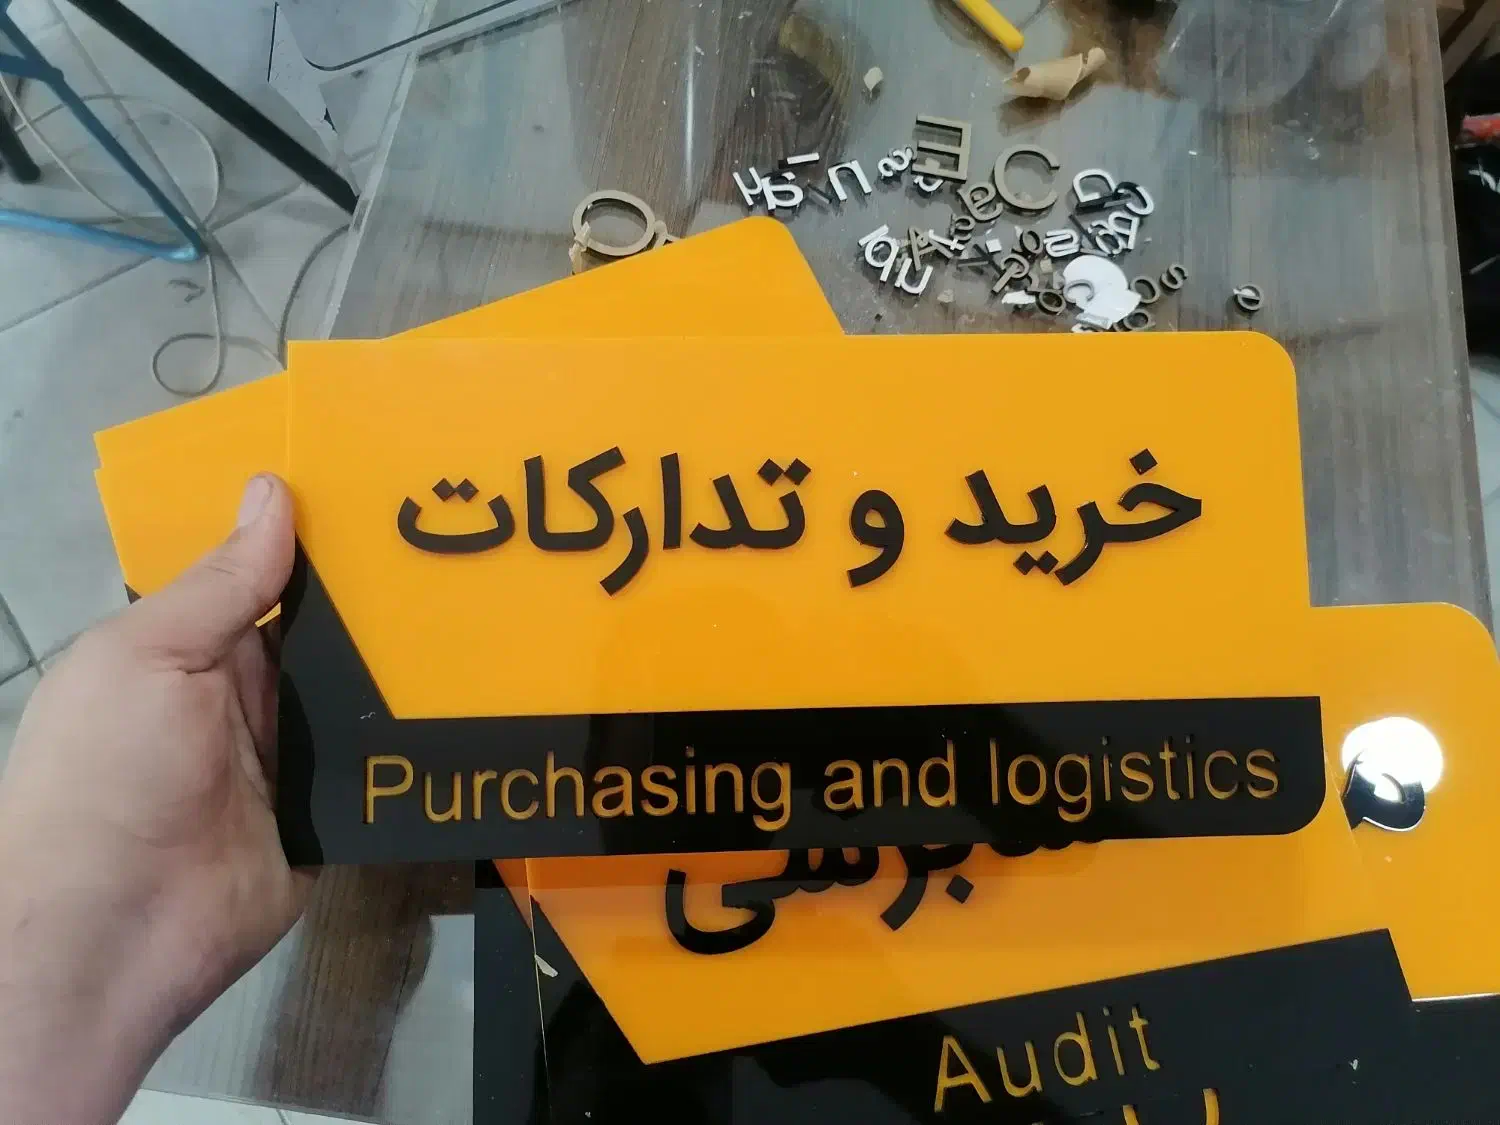 خرید و تدارکات
Purchasing and logistics
Audit